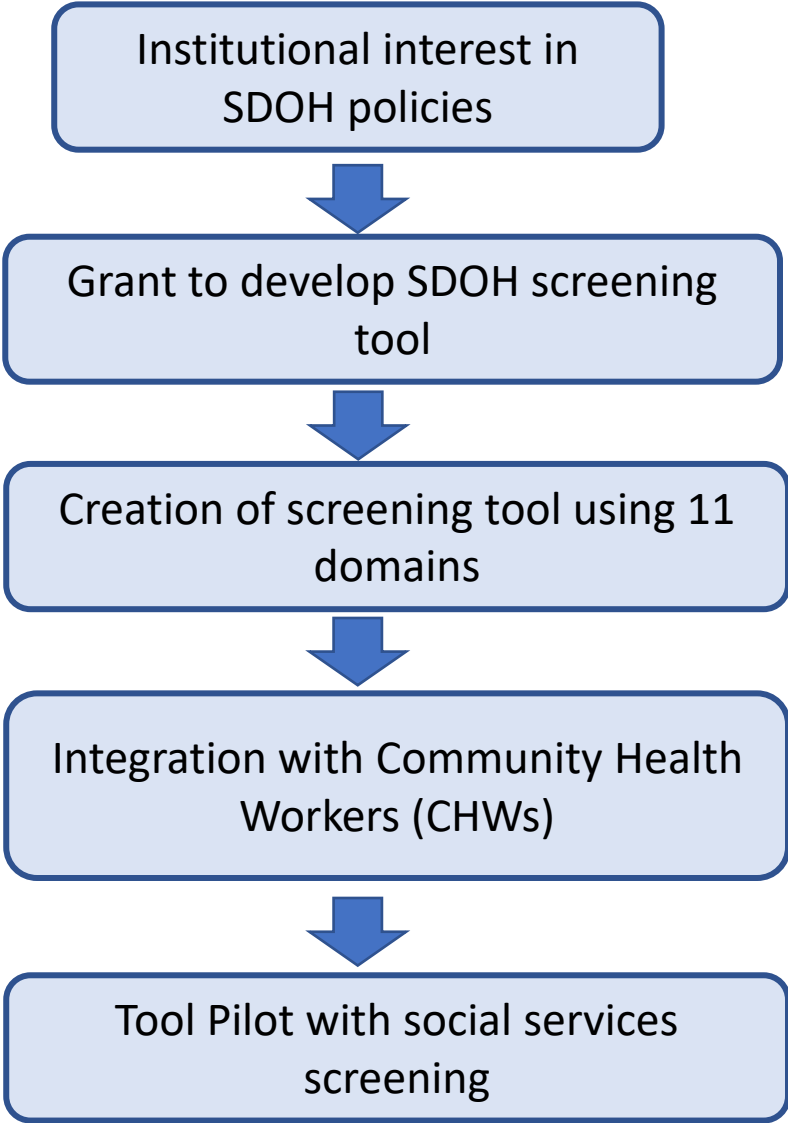 Institutional interest in
SDOH policies
Grant to develop SDOH screening
tool
Creation of screening tool using 11
domains
Integration with Community Health
Workers (CHWs)
Tool Pilot with social services
screening